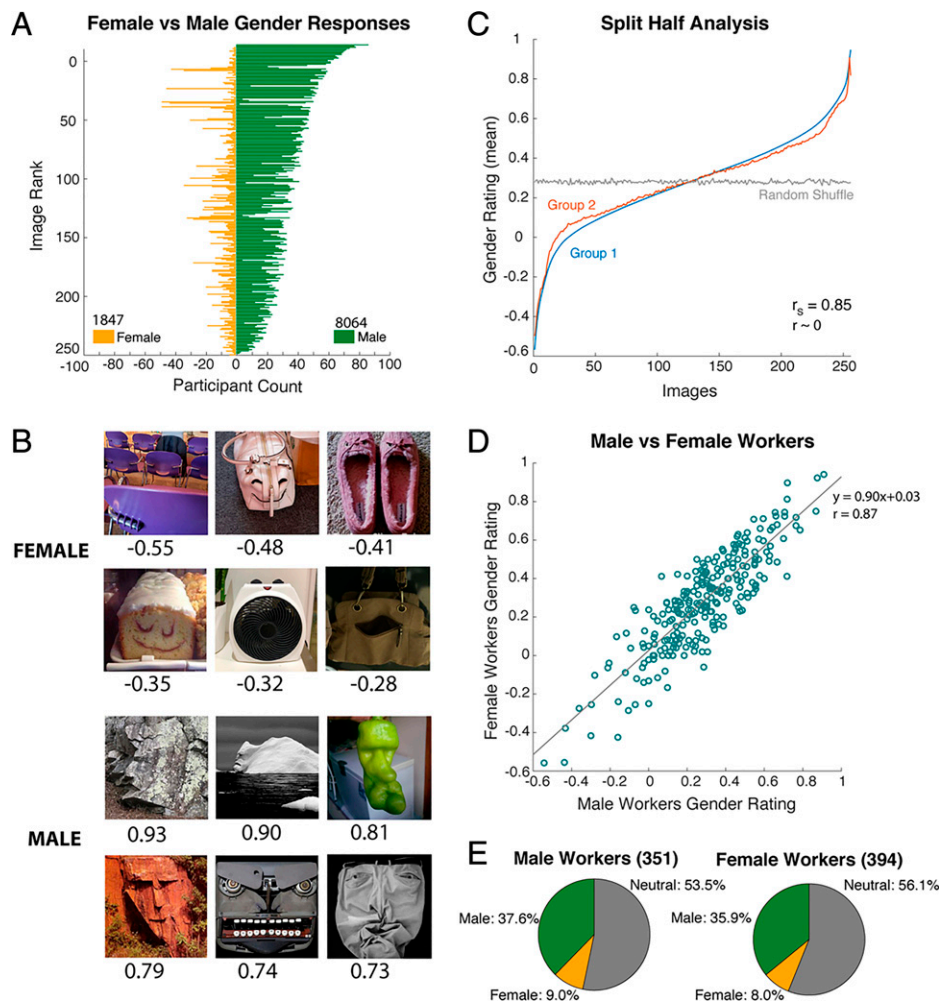 A
Female vs Male Gender Responses
Image Rank
0
50
100
150
200
250
1847
Female
8064
Male
-100 -80 -60 -40 -20 0 20 40 60 80 100
Participant Count
C
Split Half Analysis
Gender Rating (mean)
1
0.8
0.6
0.4
0.2
0
-0.2
-0.4
-0.6
Group 2
Group 1
Random Shuffle
rs = 0.85
r ~ 0
0 50 100 150 200 250
Images
B
FEMALE
-0.55 -0.48 -0.41
-0.35 -0.32 -0.28
MALE
0.93 0.90 0.81
0.79 0.74 0.73
D
Male vs Female Workers
Female Workers Gender Rating
1
0.8
0.6
0.4
0.2
0
-0.2
-0.4
-0.6
y = 0.90x+0.03
r = 0.87
-0.6 -0.4 -0.2 0 0.2 0.4 0.6 0.8 1
Male Workers Gender Rating
E
Male Workers (351)
Neutral: 53.5%
Male: 37.6%
Female: 9.0%
Female Workers (394)
Neutral: 56.1%
Male: 35.9%
Female: 8.0%